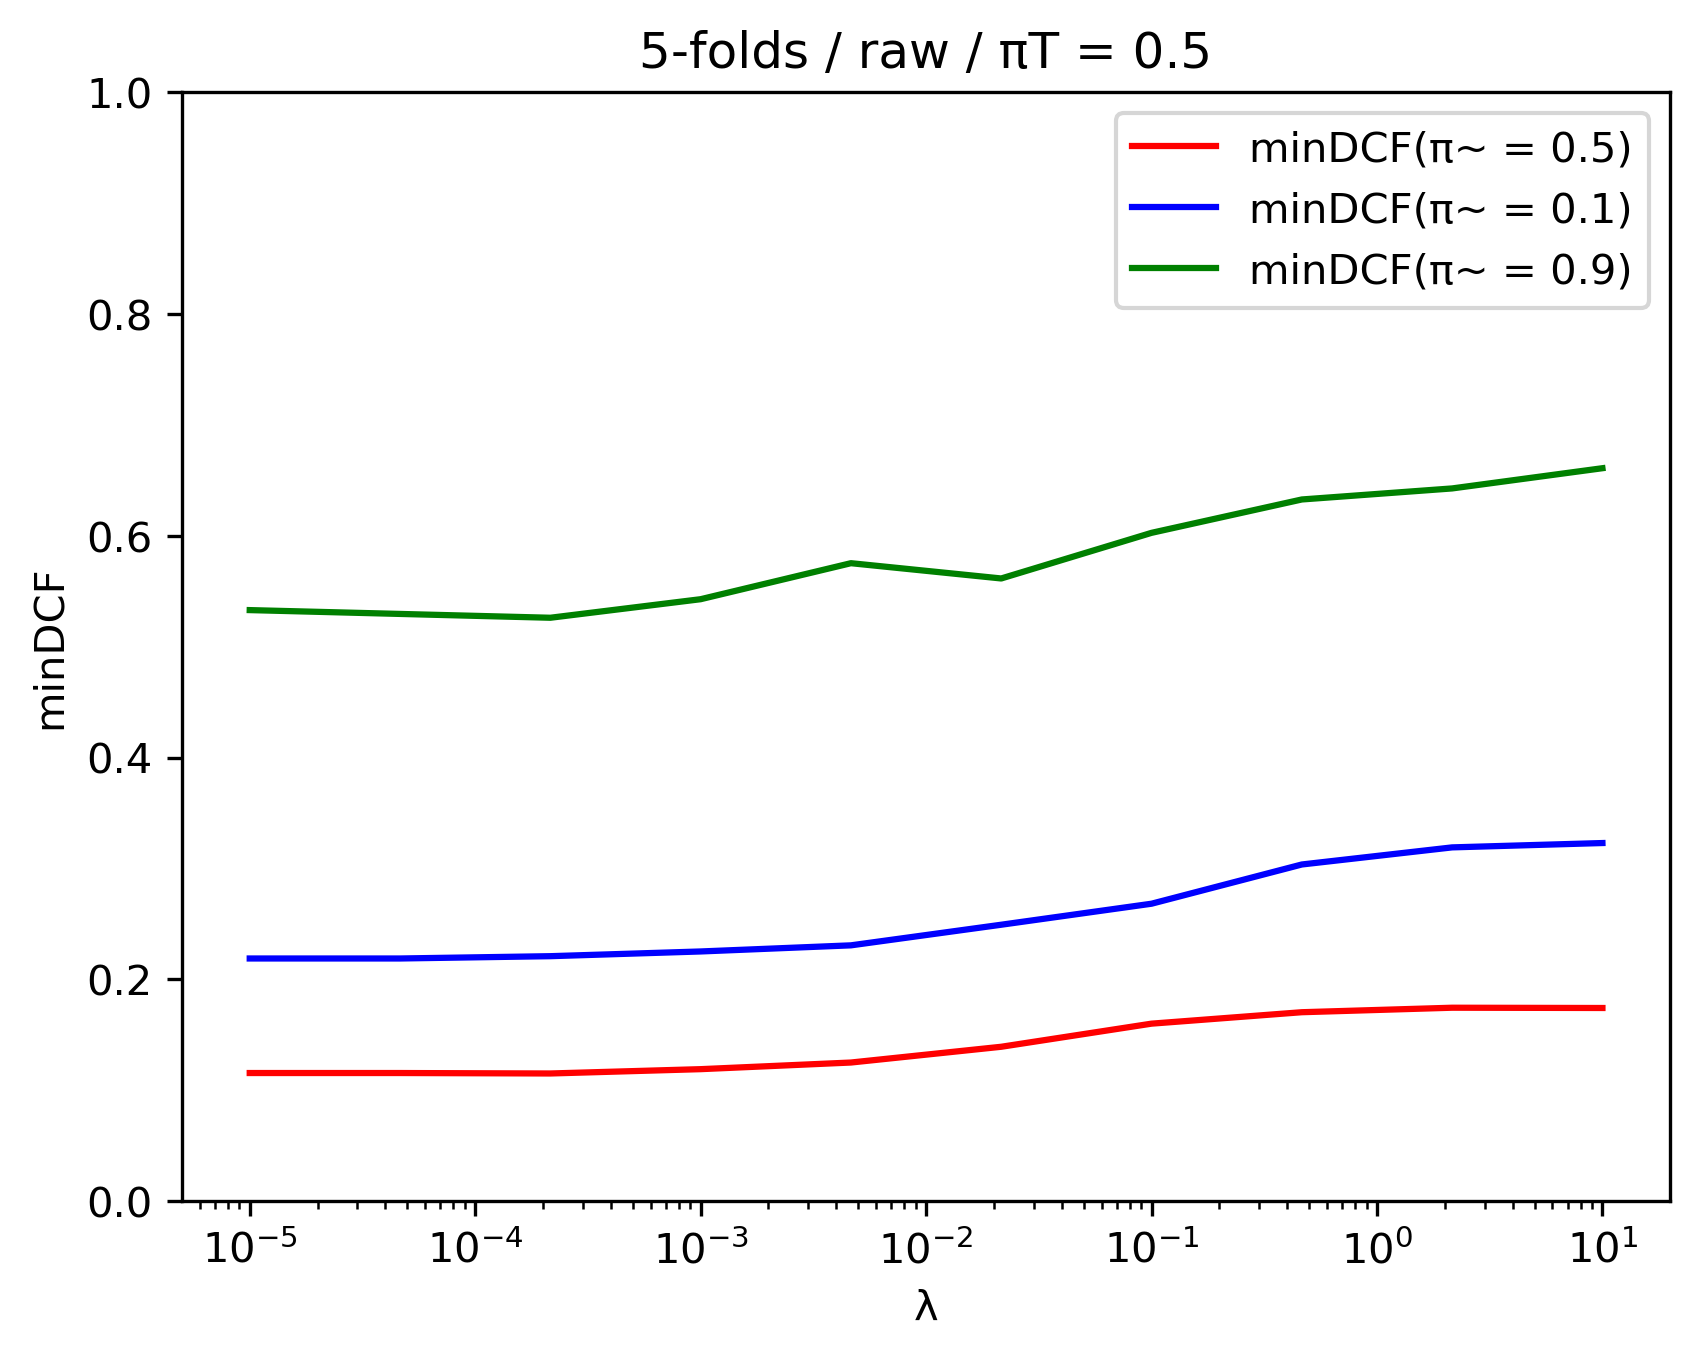 5-folds / raw / πT = 0.5
minDCF(π~ = 0.5)
minDCF(π~ = 0.1)
minDCF(π~ = 0.9)
1.0
0.8
0.6
0.4
0.2
0.0
minDCF
10⁻⁵ 10⁻⁴ 10⁻³ 10⁻² 10⁻¹ 10⁰ 10¹
λ